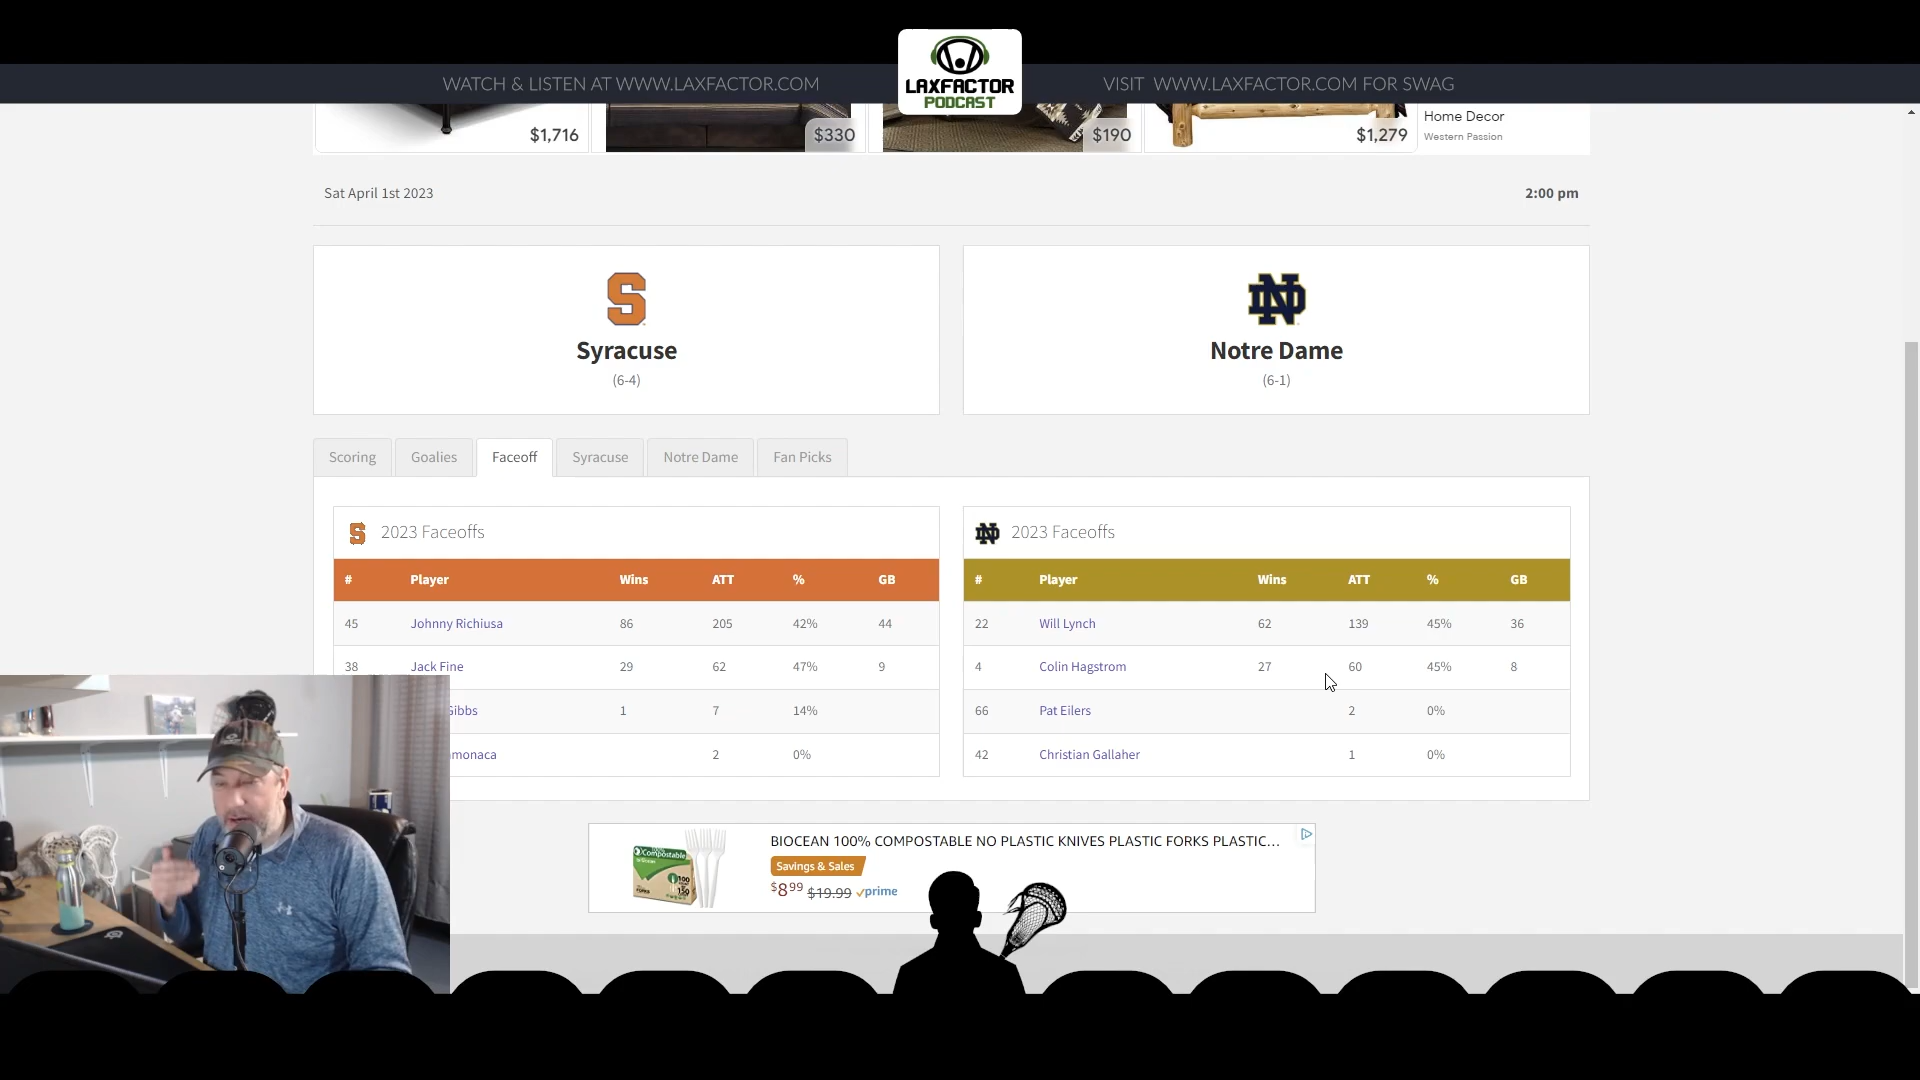 WATCH & LISTEN AT WWW.LAXFACTOR.COM
LAXFACTOR
PODCAST
VISIT WWW.LAXFACTOR.COM FOR SWAG
$1,716
$330
$190
$1,279
Home Decor
Western Passion
Sat April 1st 2023
2:00 pm
Syracuse
(6-4)
Notre Dame
(6-1)
Scoring
Goalies
Faceoff
Syracuse
Notre Dame
Fan Picks
2023 Faceoffs
# Player Wins ATT % GB
45 Johnny Richiusa 86 205 42% 44
38 Jack Fine 29 62 47% 9
Gibbs 1 7 14%
2 0%
2023 Faceoffs
# Player Wins ATT % GB
22 Will Lynch 62 139 45% 36
4 Colin Hagstrom 27 60 45% 8
66 Pat Eilers 2 0%
42 Christian Gallaher 1 0%
BIOCEAN 100% COMPOSTABLE NO PLASTIC KNIVES PLASTIC FORKS PLASTIC...
Savings & Sales
$8.99 $19.99 prime